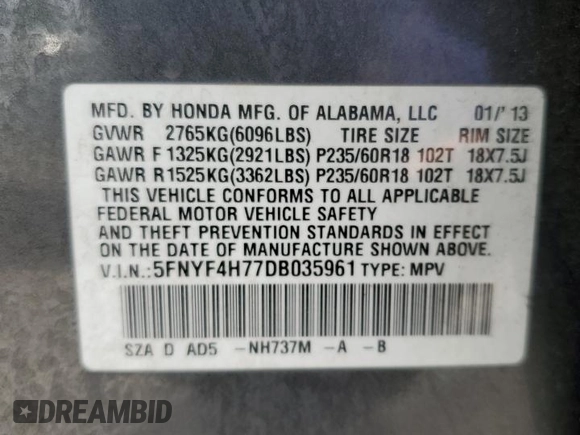 MFD. BY HONDA MFG. OF ALABAMA, LLC 01/'13
GVWR 2765KG(6096LBS) TIRE SIZE RIM SIZE
GAWR F 1325KG(2921LBS) P235/60R18 102T 18X7.5J
GAWR R 1525KG(3362LBS) P235/60R18 102T 18X7.5J
THIS VEHICLE CONFORMS TO ALL APPLICABLE
FEDERAL MOTOR VEHICLE SAFETY
AND THEFT PREVENTION STANDARDS IN EFFECT
ON THE DATE OF MANUFACTURE SHOWN ABOVE.
V.I.N.:5FNYF4H77DB035961 TYPE: MPV
SZA D AD5 -NH737M -A -B
DREAMBID